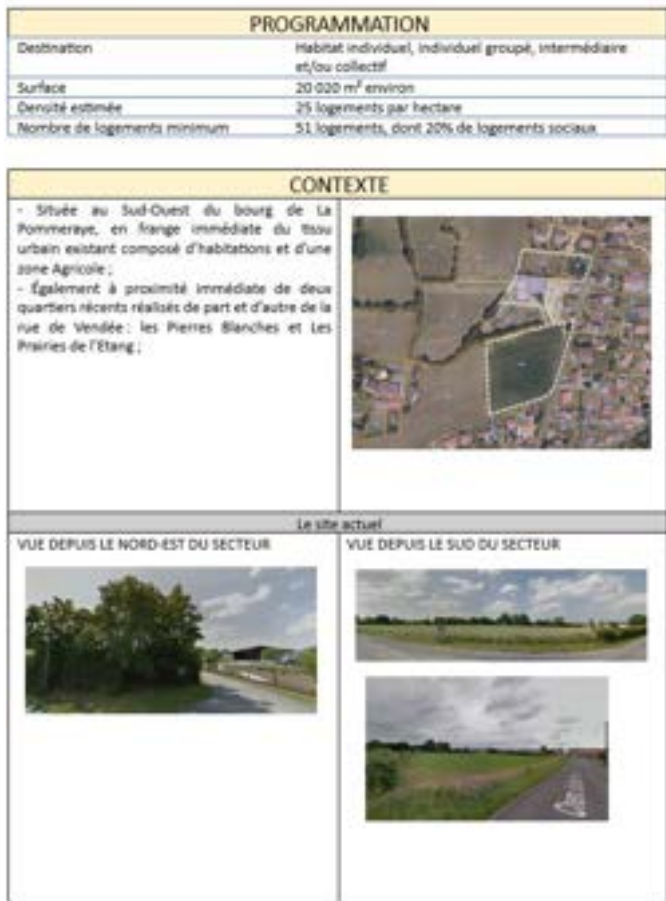 PROGRAMMATION
Destination Habitat individuel, individuel groupé, intermédiaire
et/ou collectif
Surface 20 020 m² environ
Densité estimée 25 logements par hectare
Nombre de logements minimum 51 logements, dont 20% de logements sociaux
CONTEXTE
- Située au Sud-Ouest du bourg de La
Pommeraye, en frange immédiate du tissu
urbain existant composé d'habitations et d'une
zone Agricole ;
- Également à proximité immédiate de deux
quartiers récents réalisés de part et d'autre de la
rue de Vendée : les Pierres Blanches et Les
Prairies de l'Etang ;
Le site actuel
VUE DEPUIS LE NORD-EST DU SECTEUR
VUE DEPUIS LE SUD DU SECTEUR